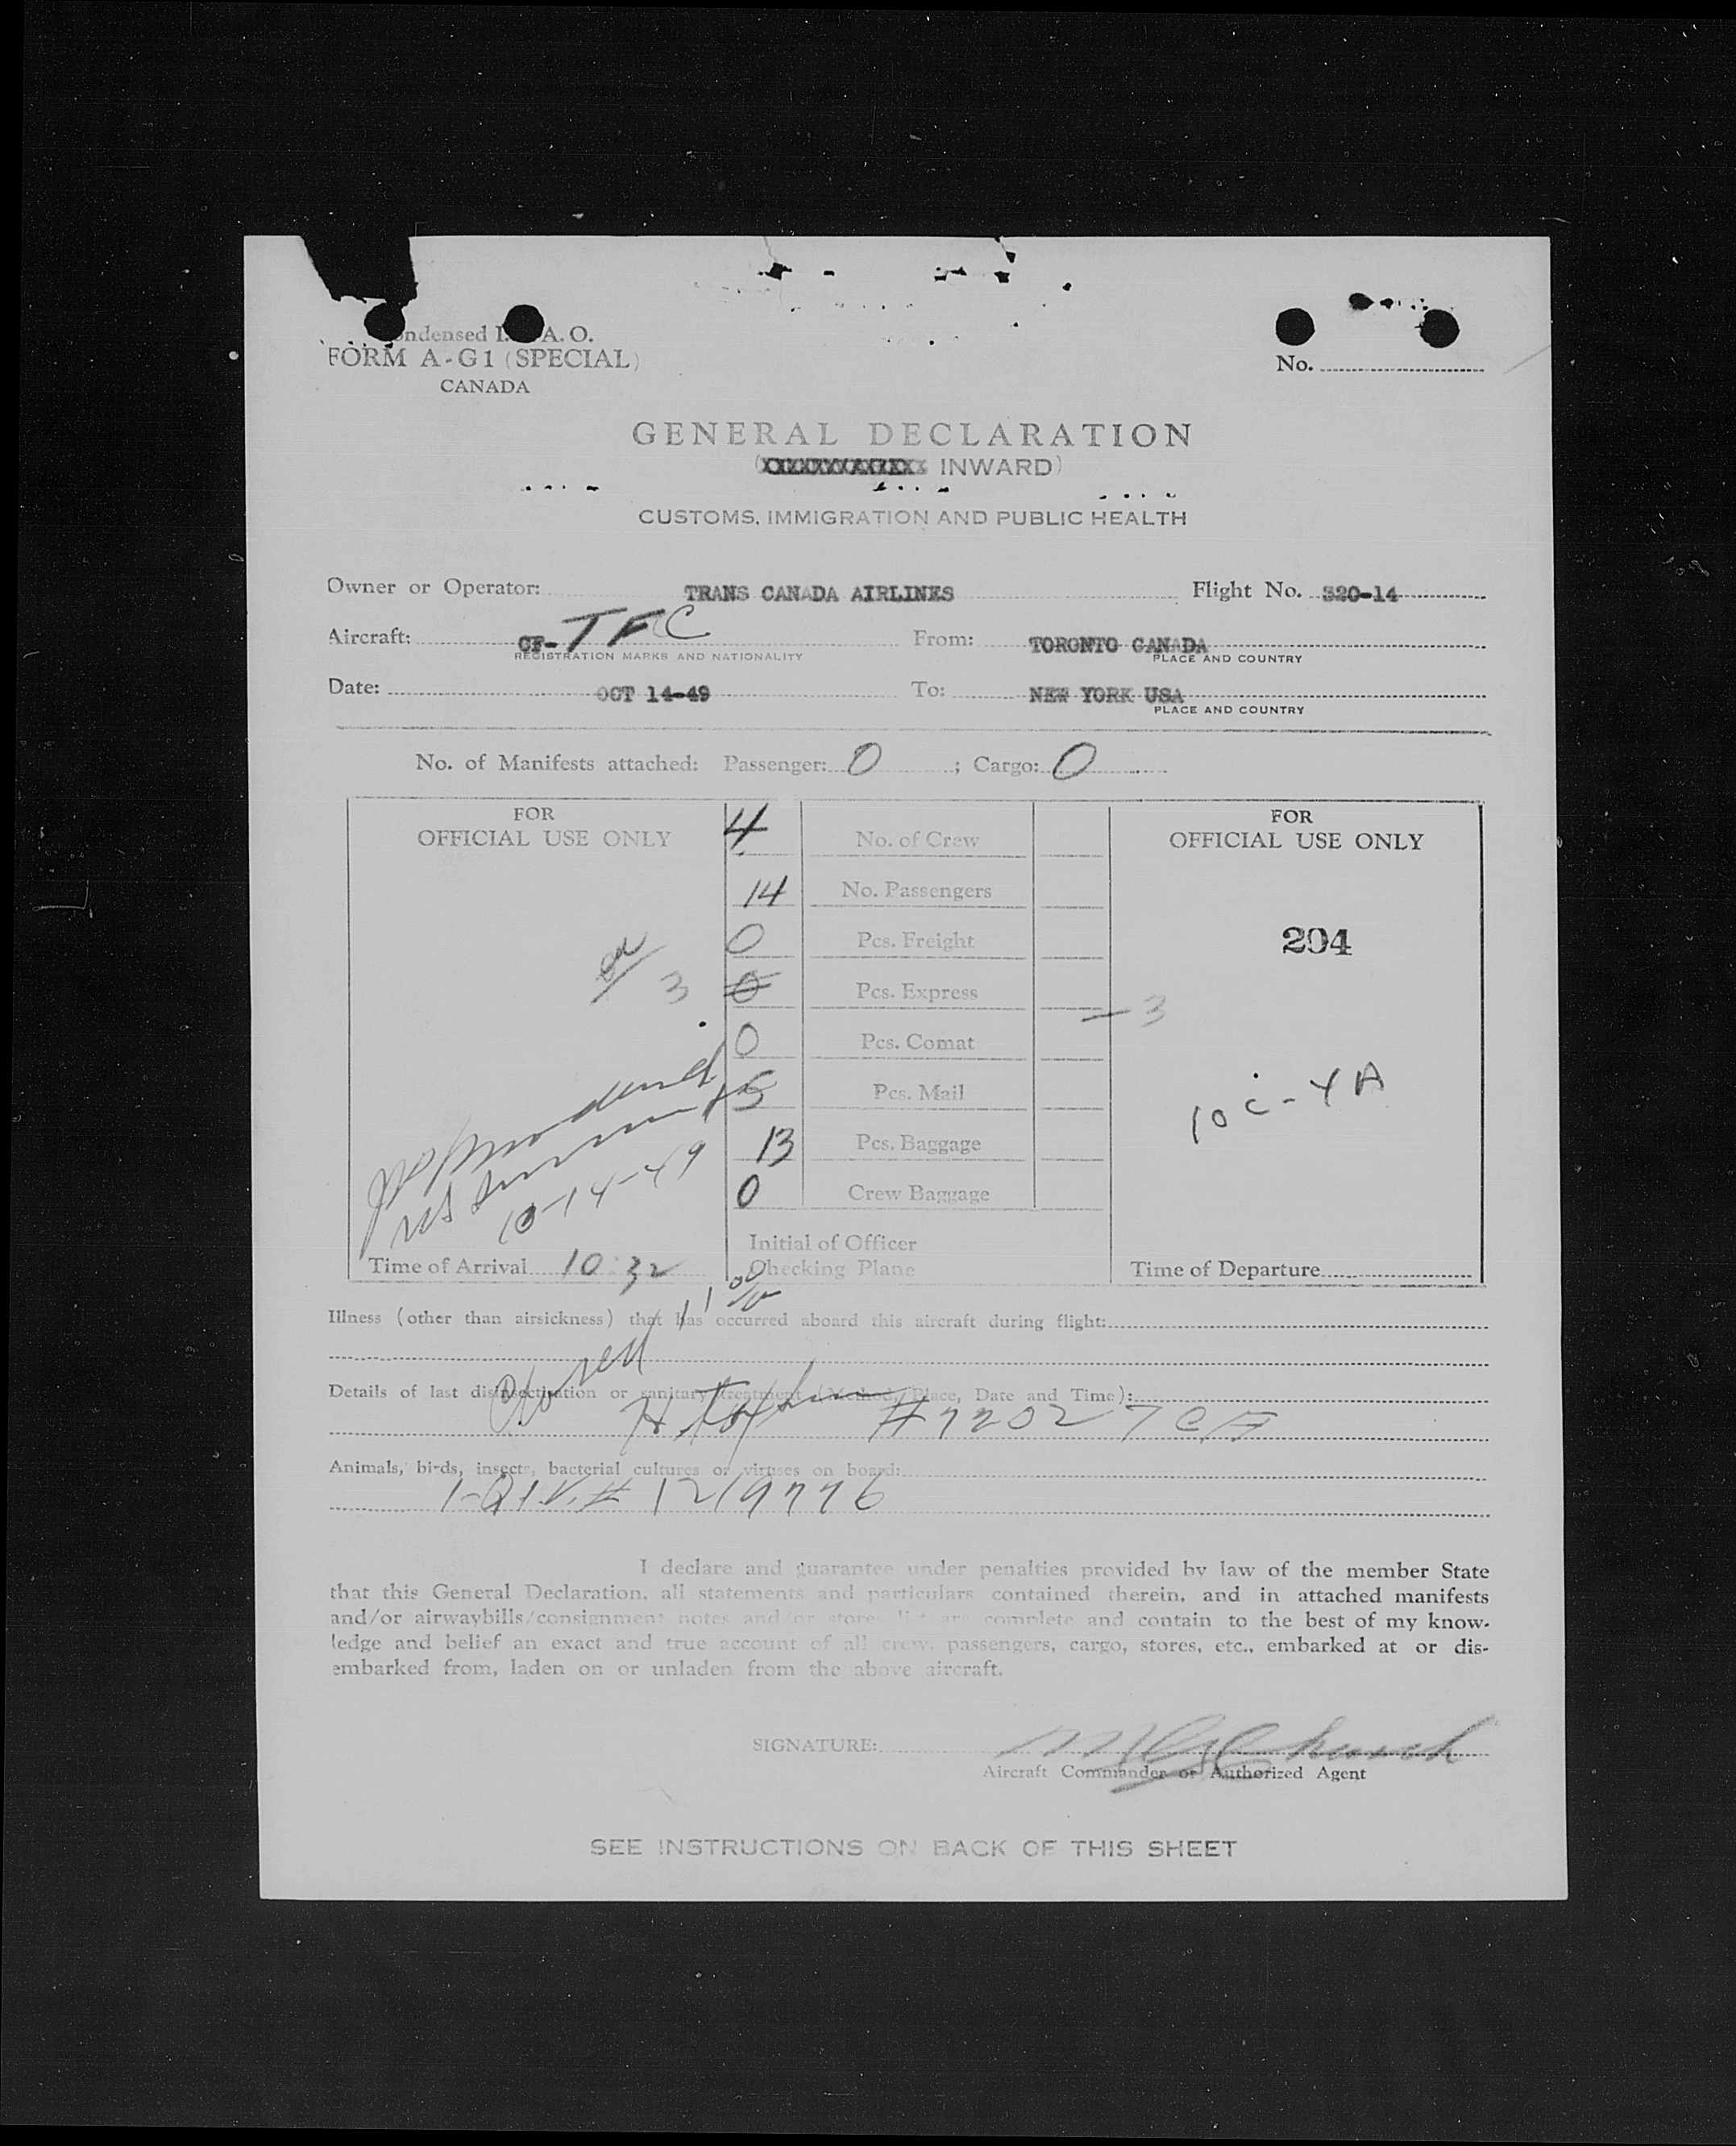 ndensed I. A. O.
FORM A-G1 (SPECIAL)
CANADA
No.
GENERAL DECLARATION
(XXXXXXXXXXXXX INWARD)
CUSTOMS, IMMIGRATION AND PUBLIC HEALTH
Owner or Operator: TRANS CANADA AIRLINES Flight No. 320-14
Aircraft: CF-TFC From: TORONTO CANADA
REGISTRATION MARKS AND NATIONALITY PLACE AND COUNTRY
Date: OCT 14-49 To: NEW YORK USA
PLACE AND COUNTRY
No. of Manifests attached: Passenger: 0 ; Cargo: 0
FOR
OFFICIAL USE ONLY
4 No. of Crew
FOR
OFFICIAL USE ONLY
14 No. Passengers
0 Pcs. Freight
204
3 0 Pcs. Express
— 3
0 Pcs. Comat
5 Pcs. Mail
10 C - 4 A
13 Pcs. Baggage
10-14-49
0 Crew Baggage
Initial of Officer
Checking Plane
Time of Arrival 10:32
Time of Departure
Illness (other than airsickness) that has occurred aboard this aircraft during flight:
Details of last disinsectization or sanitary treatment (Method, Place, Date and Time):
Animals, birds, insects, bacterial cultures or viruses on board:
I declare and guarantee under penalties provided by law of the member State
that this General Declaration, all statements and particulars contained therein, and in attached manifests
and/or airwaybills/consignment notes and/or stores list are complete and contain to the best of my know-
ledge and belief an exact and true account of all crew, passengers, cargo, stores, etc., embarked at or dis-
embarked from, laden on or unladen from the above aircraft.
SIGNATURE:
Aircraft Commander or Authorized Agent
SEE INSTRUCTIONS ON BACK OF THIS SHEET